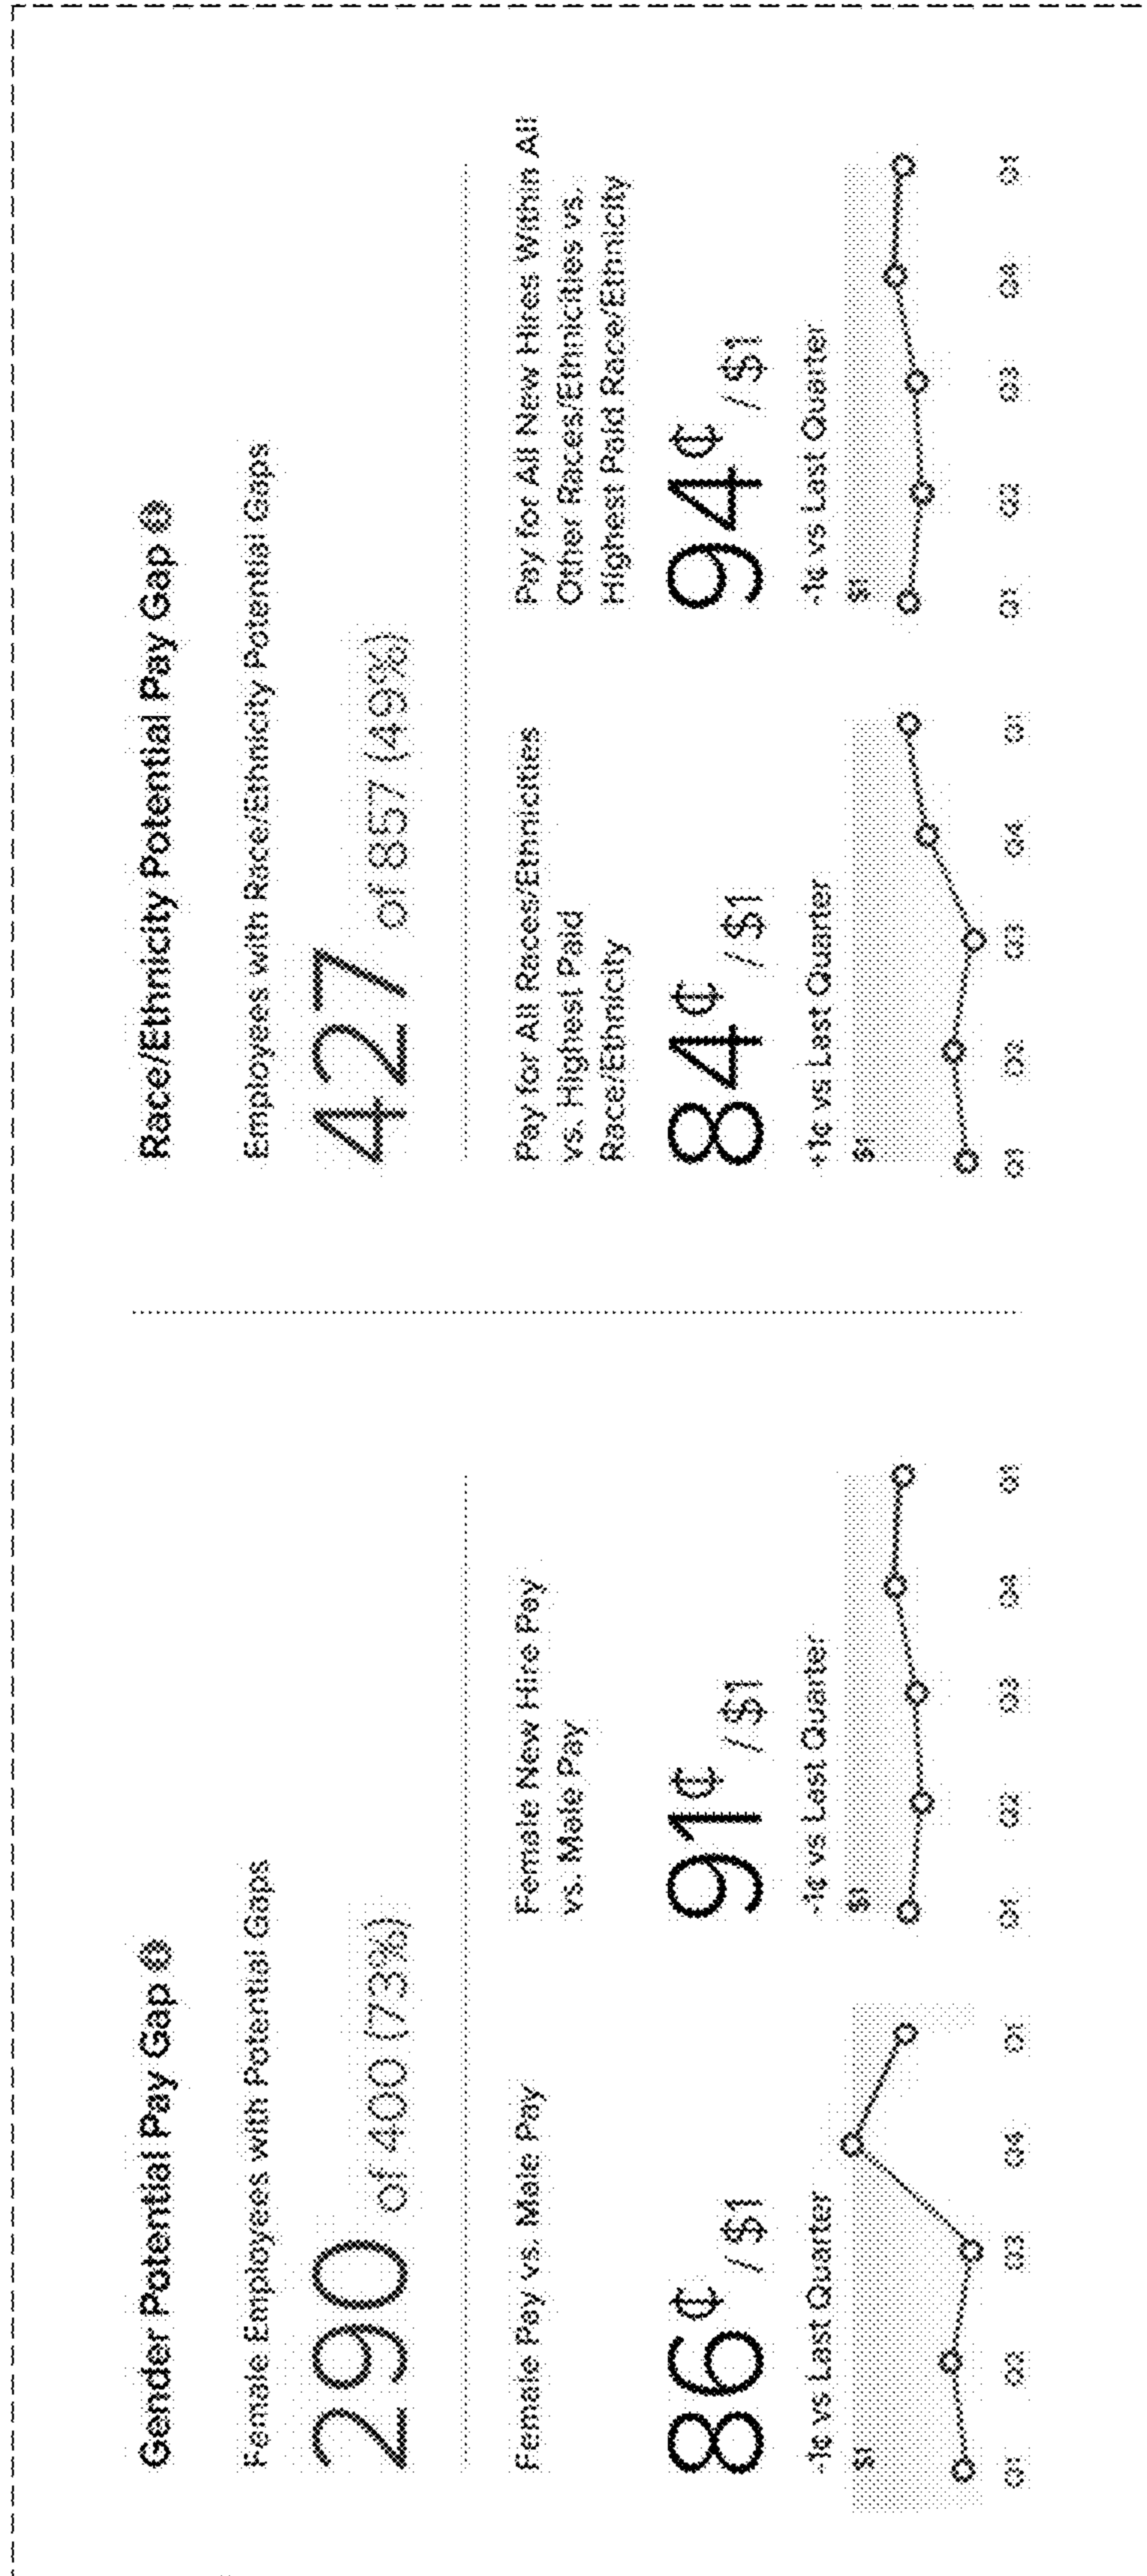 Gender Potential Pay Gap
Female Employees with Potential Gaps
290 of 400 (73%)
Female Pay vs. Male Pay
86¢ / $1
-1¢ vs Last Quarter
$1
Q1 Q2 Q3 Q4 Q1
Female New Hire Pay
vs. Male Pay
91¢ / $1
-1¢ vs Last Quarter
$1
Q1 Q2 Q3 Q4 Q1
Race/Ethnicity Potential Pay Gap
Employees with Race/Ethnicity Potential Gaps
427 of 857 (49%)
Pay for All Races/Ethnicities
vs. Highest Paid
Race/Ethnicity
84¢ / $1
+1¢ vs Last Quarter
$1
Q1 Q2 Q3 Q4 Q1
Pay for All New Hires Within All
Other Races/Ethnicities vs.
Highest Paid Race/Ethnicity
94¢ / $1
-1¢ vs Last Quarter
$1
Q1 Q2 Q3 Q4 Q1